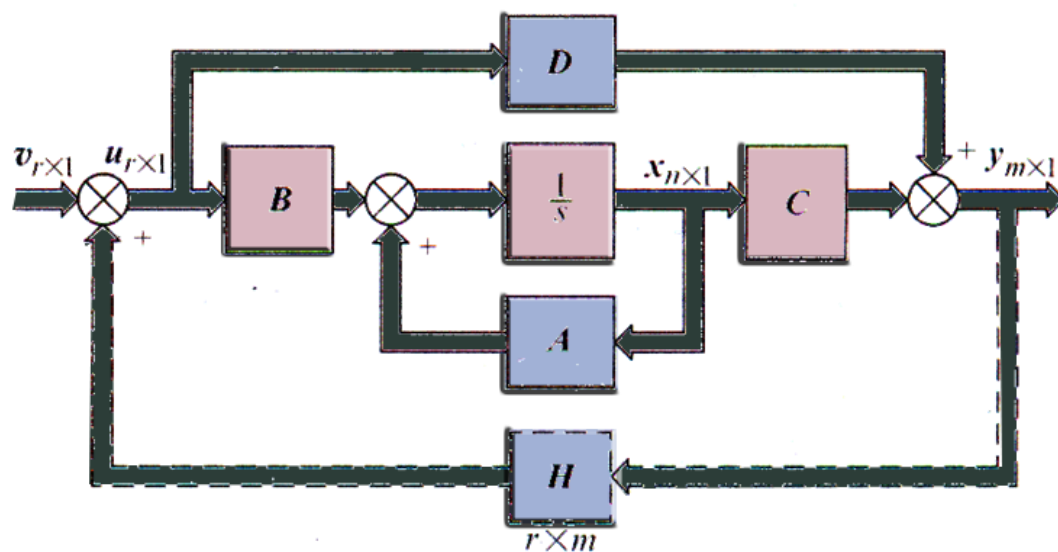 D
v_{r×1}
u_{r×1}
B
1/s
x_{n×1}
C
+
y_{m×1}
+
+
A
H
r×m